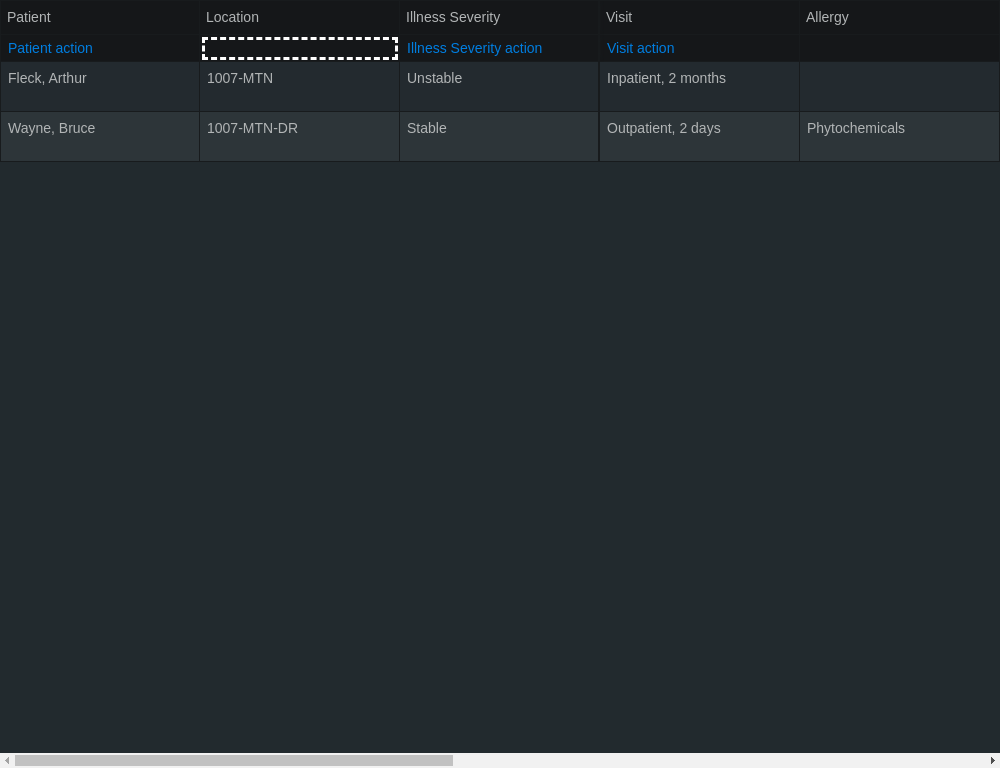 Patient Location Illness Severity Visit Allergy
Patient action Illness Severity action Visit action
Fleck, Arthur 1007-MTN Unstable Inpatient, 2 months
Wayne, Bruce 1007-MTN-DR Stable Outpatient, 2 days Phytochemicals